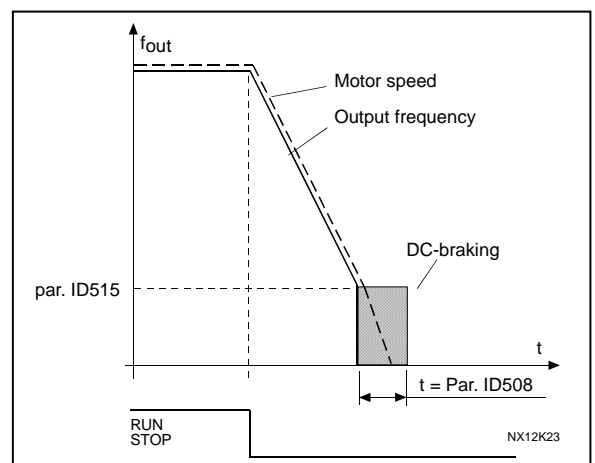 fout
Motor speed
Output frequency
DC-braking
par. ID515
t
t = Par. ID508
RUN
STOP
NX12K23